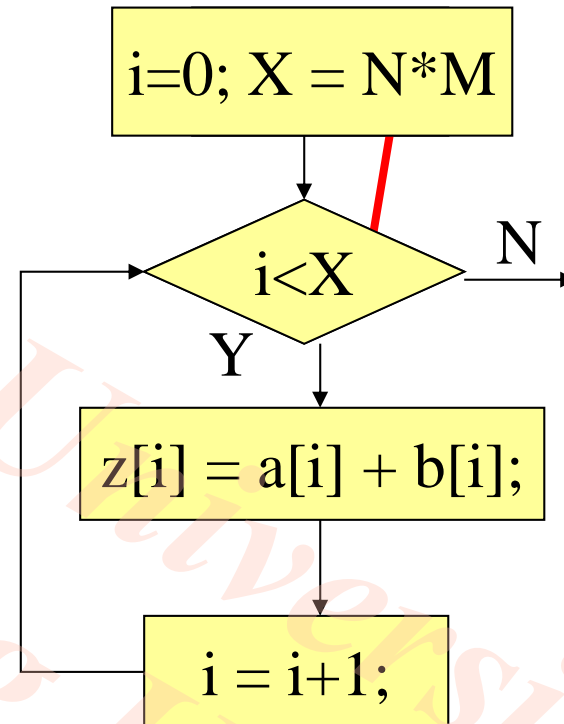 i=0; X = N*M
i<X
N
Y
z[i] = a[i] + b[i];
i = i+1;